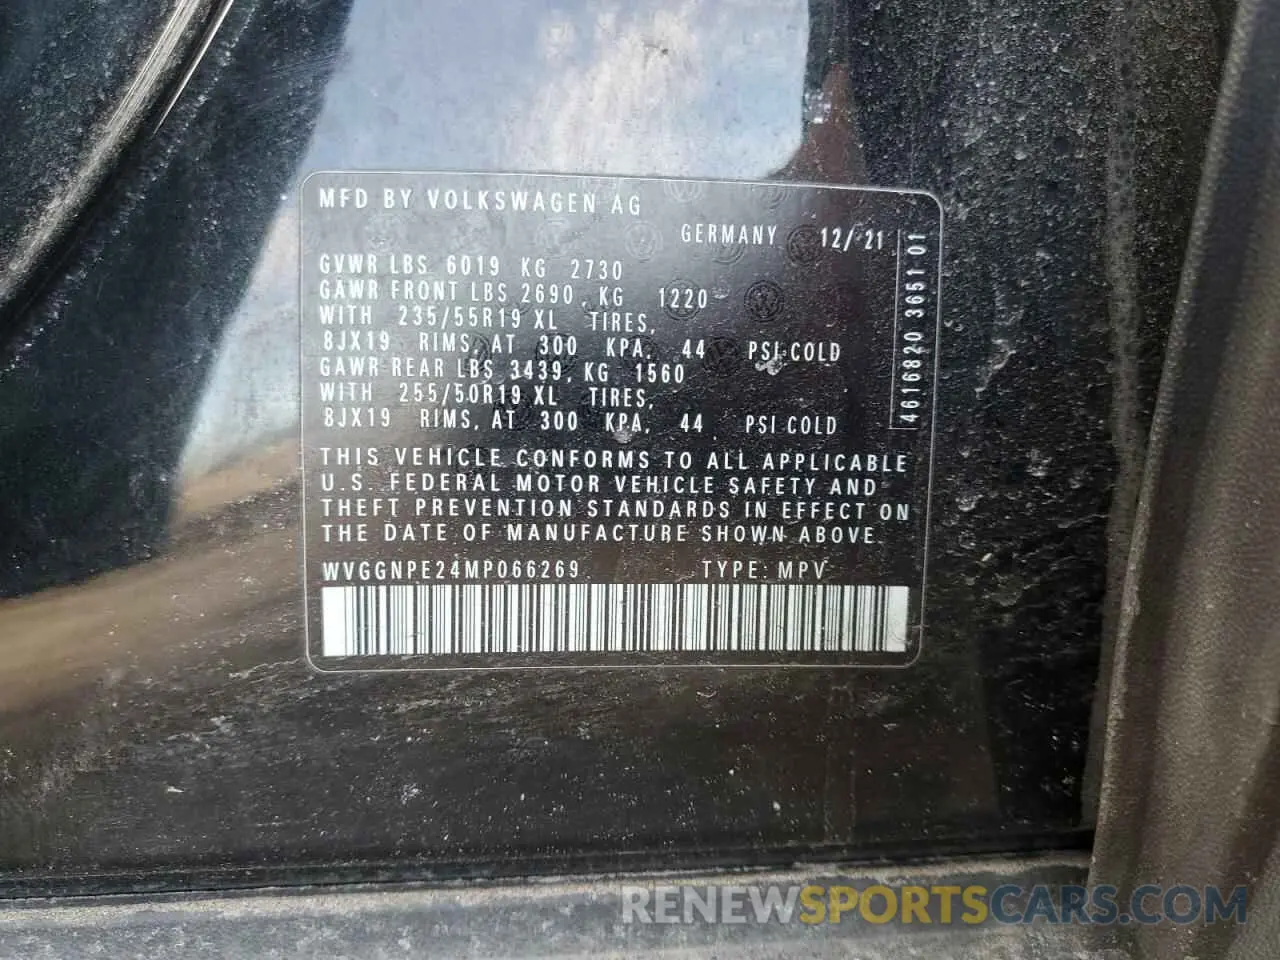 MFD BY VOLKSWAGEN AG
GERMANY 12/21
GVWR LBS 6019 KG 2730
GAWR FRONT LBS 2690, KG 1220
WITH 235/55R19 XL TIRES,
8JX19 RIMS, AT 300 KPA, 44 PSI COLD
GAWR REAR LBS 3439, KG 1560
WITH 255/50R19 XL TIRES,
8JX19 RIMS, AT 300 KPA, 44 PSI COLD
THIS VEHICLE CONFORMS TO ALL APPLICABLE
U.S. FEDERAL MOTOR VEHICLE SAFETY AND
THEFT PREVENTION STANDARDS IN EFFECT ON
THE DATE OF MANUFACTURE SHOWN ABOVE.
WVGGNPE24MP066269 TYPE: MPV
4616820 3651 01
RENEWSPORTSCARS.COM